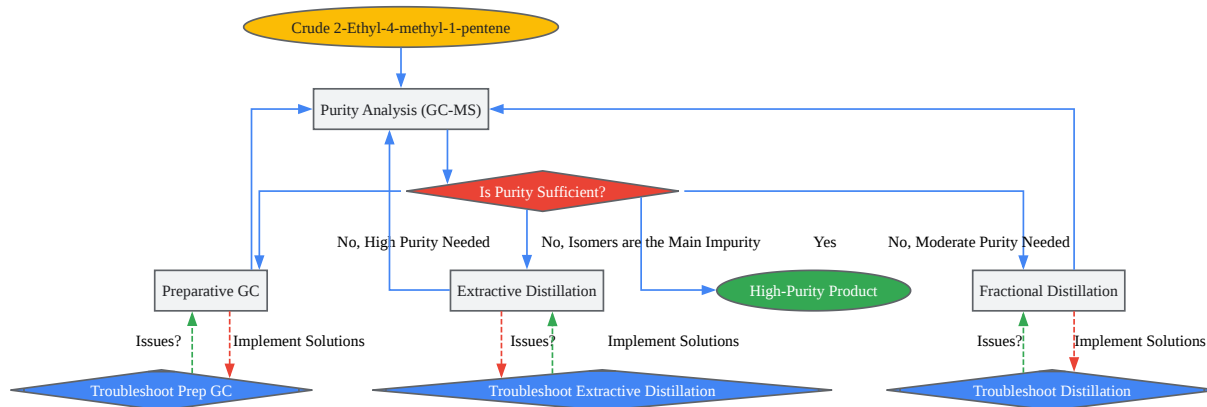 Crude 2-Ethyl-4-methyl-1-pentene
Purity Analysis (GC-MS)
Is Purity Sufficient?
No, High Purity Needed
No, Isomers are the Main Impurity
Yes
No, Moderate Purity Needed
Preparative GC
Extractive Distillation
High-Purity Product
Fractional Distillation
Issues?
Implement Solutions
Issues?
Implement Solutions
Issues?
Implement Solutions
Troubleshoot Prep GC
Troubleshoot Extractive Distillation
Troubleshoot Distillation